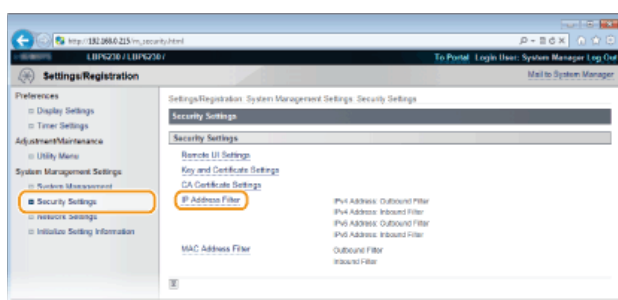 http://192.168.0.215/m_security.html
LBP6230 / LBP6230 /
To Portal Login User: System Manager Log Out
Settings/Registration
Mail to System Manager
Preferences
Display Settings
Timer Settings
Adjustment/Maintenance
Utility Menu
System Management Settings
System Management
Security Settings
Network Settings
Initialize Setting Information
Settings/Registration: System Management Settings: Security Settings
Security Settings
Security Settings
Remote UI Settings
Key and Certificate Settings
CA Certificate Settings
IP Address Filter
IPv4 Address: Outbound Filter
IPv4 Address: Inbound Filter
IPv6 Address: Outbound Filter
IPv6 Address: Inbound Filter
MAC Address Filter
Outbound Filter
Inbound Filter